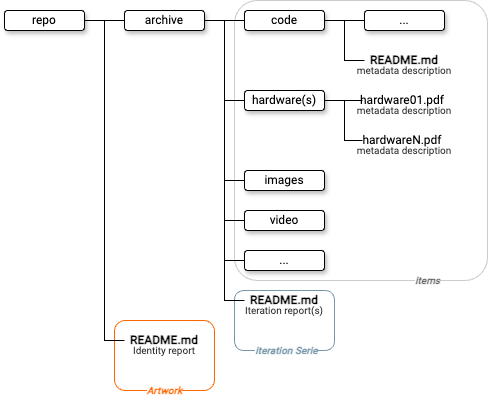 repo
archive
code
...
README.md
metadata description
hardware(s)
hardware01.pdf
metadata description
hardwareN.pdf
metadata description
images
video
...
items
README.md
Iteration report(s)
Iteration Serie
README.md
Identity report
Artwork